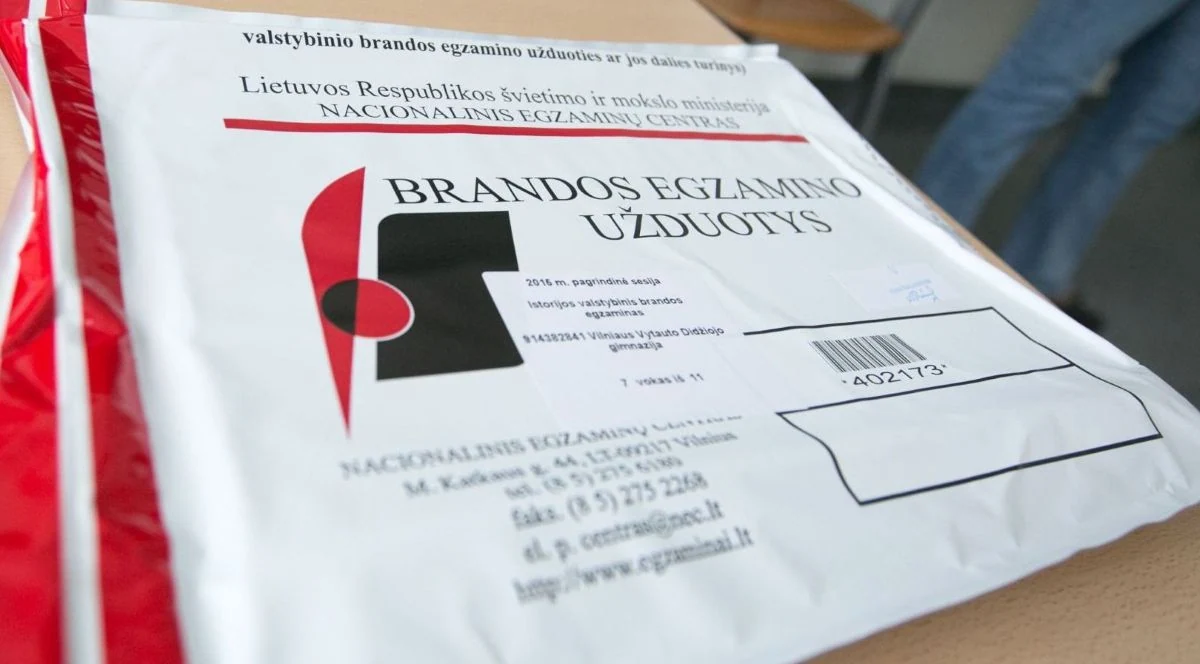 valstybinio brandos egzamino užduoties ar jos dalies turinys)
Lietuvos Respublikos švietimo ir mokslo ministerija
NACIONALINIS EGZAMINŲ CENTRAS
BRANDOS EGZAMINO
UŽDUOTYS
2016 m. pagrindinė sesija
Istorijos valstybinis brandos
egzaminas
914382841 Vilniaus Vytauto Didžiojo
gimnazija
7 vokas iš 11
*402173*
NACIONALINIS EGZAMINŲ CENTRAS
M. Katkaus g. 44, LT-09217 Vilnius
tel. (8 5) 275 6180
faks. (8 5) 275 2268
el. p. centras@nec.lt
http://www.egzaminai.lt